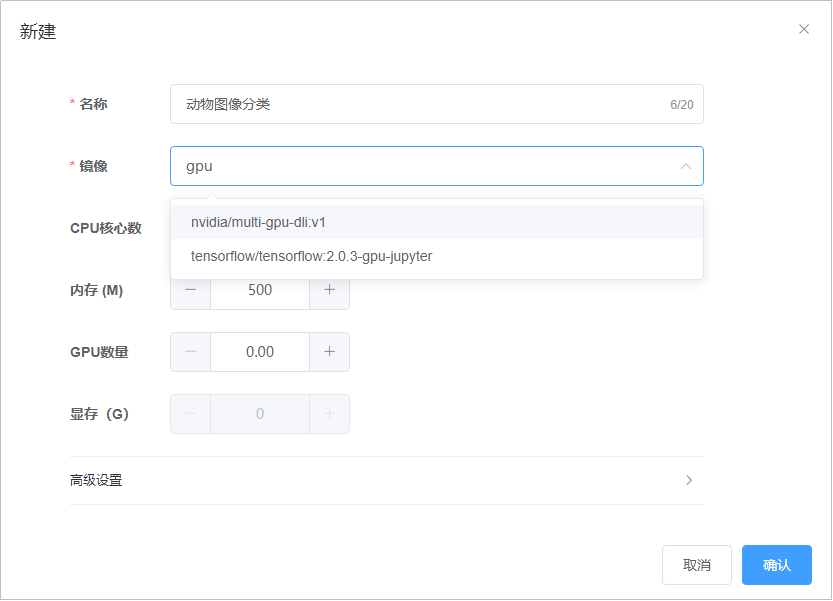 新建
* 名称
动物图像分类
6/20
* 镜像
gpu
CPU核心数
nvidia/multi-gpu-dli:v1
tensorflow/tensorflow:2.0.3-gpu-jupyter
内存 (M)
500
GPU数量
0.00
显存（G）
0
高级设置
取消
确认